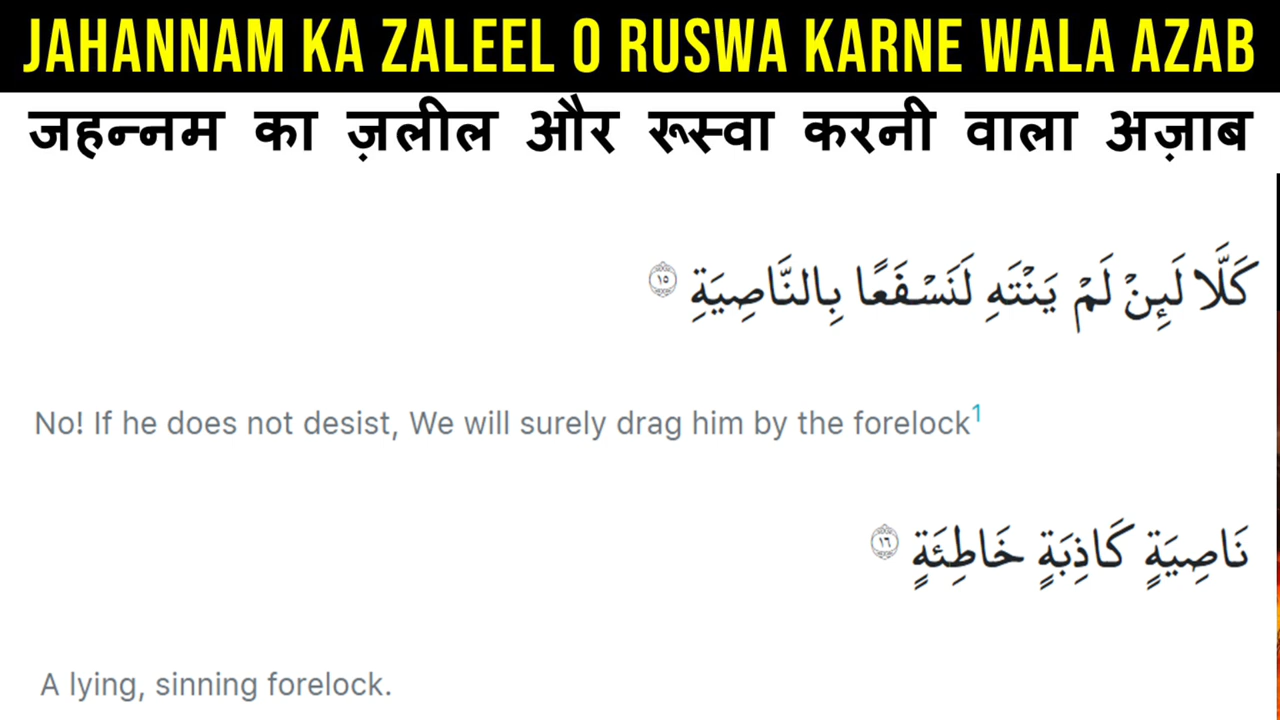 JAHANNAM KA ZALEEL O RUSWA KARNE WALA AZAB
जहन्नम का ज़लील और रूस्वा करनी वाला अज़ाब
كَلَّا لَئِنْ لَمْ يَنْتَهِ لَنَسْفَعًا بِالنَّاصِيَةِ ١٥
No! If he does not desist, We will surely drag him by the forelock1
نَاصِيَةٍ كَاذِبَةٍ خَاطِئَةٍ ١٦
A lying, sinning forelock.